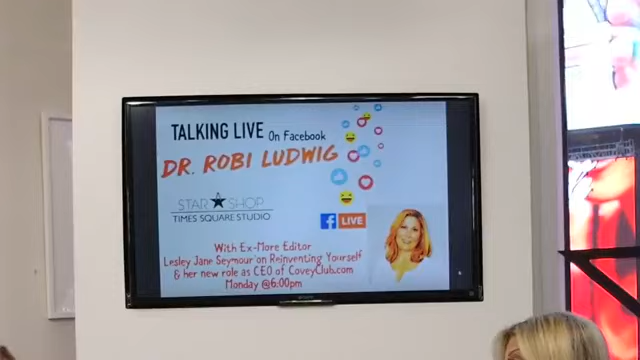 TALKING LIVE On Facebook
DR. ROBI LUDWIG
STAR SHOP
TIMES SQUARE STUDIO
f LIVE
With Ex-More Editor
Lesley Jane Seymour on Reinventing Yourself
& her new role as CEO of CoveyClub.com
Monday @6:00pm